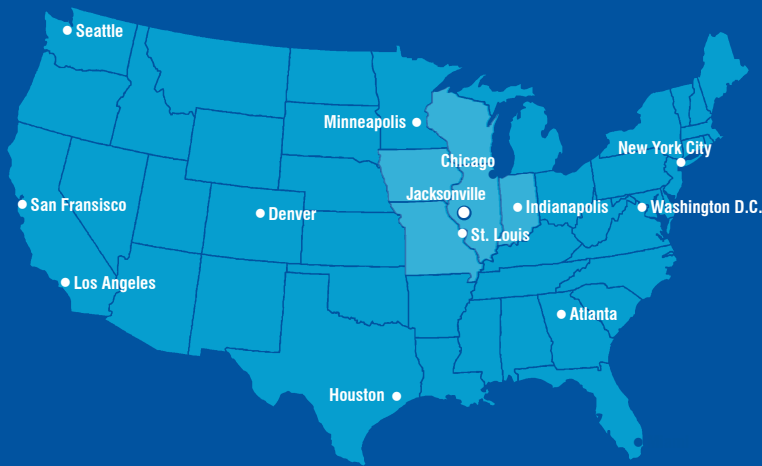 Seattle
Minneapolis
New York City
Chicago
Jacksonville
San Fransisco
Denver
Indianapolis
Washington D.C.
St. Louis
Los Angeles
Atlanta
Houston